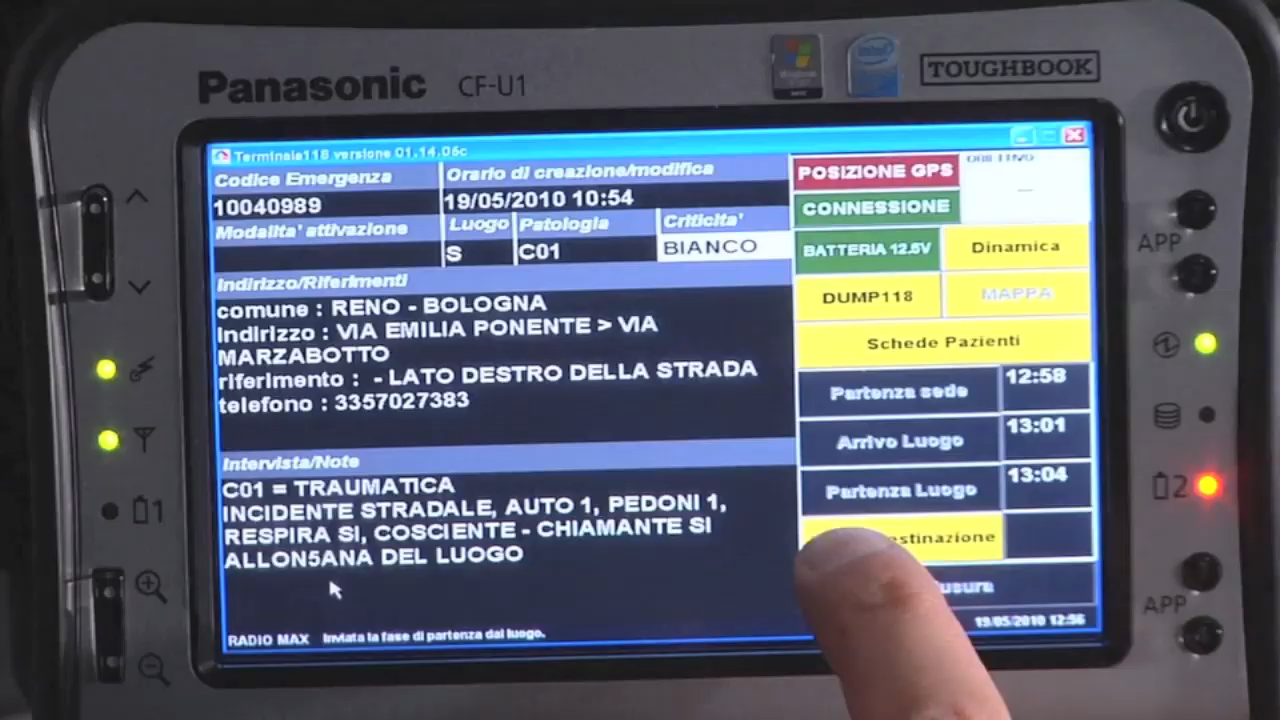 Panasonic CF-U1
intel
TOUGHBOOK
Terminale118 versione 01.14.06c
Codice Emergenza
Orario di creazione/modifica
10040989
19/05/2010 10:54
Modalita' attivazione
Luogo
Patologia
Criticita'
S
C01
BIANCO
Indirizzo/Riferimenti
comune : RENO - BOLOGNA
Indirizzo : VIA EMILIA PONENTE > VIA
MARZABOTTO
riferimento : - LATO DESTRO DELLA STRADA
telefono : 3357027383
Intervista/Note
C01 = TRAUMATICA
INCIDENTE STRADALE, AUTO 1, PEDONI 1,
RESPIRA SI, COSCIENTE - CHIAMANTE SI
ALLON5ANA DEL LUOGO
RADIO MAX Inviata la fase di partenza dal luogo.
POSIZIONE GPS
CONNESSIONE
BATTERIA 12.5V
Dinamica
DUMP118
MAPPA
Schede Pazienti
Partenza sede
12:58
Arrivo Luogo
13:01
Partenza Luogo
13:04
estinazione
usura
19/05/2010 12:56
APP
APP
1
2